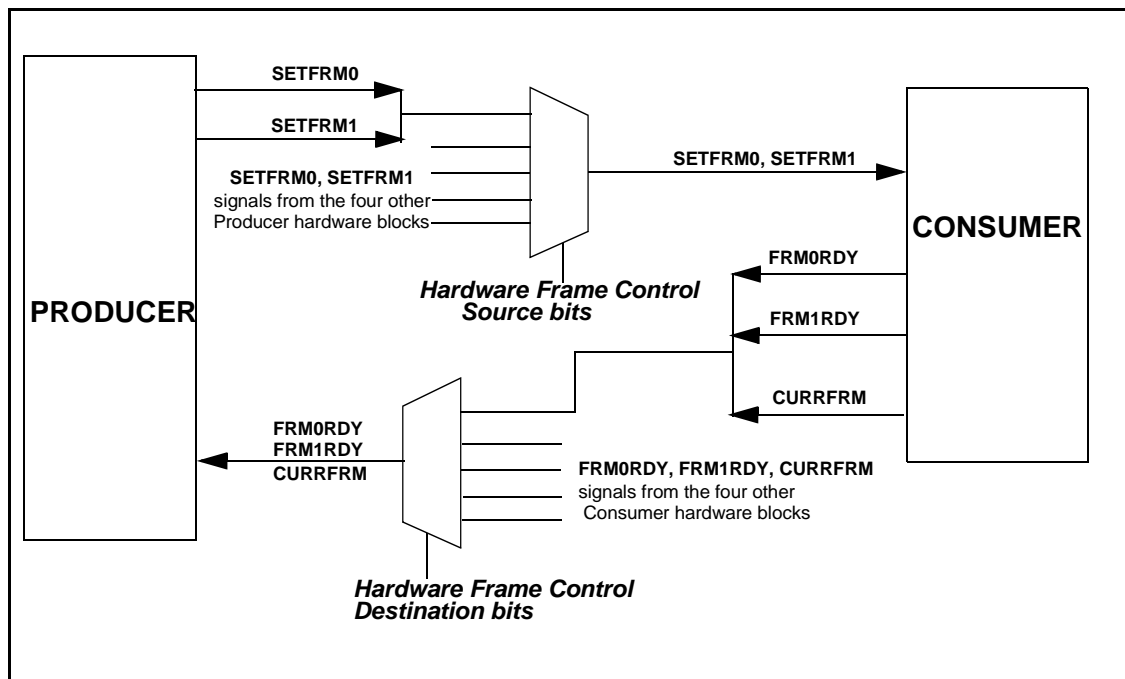 SETFRM0
SETFRM1
SETFRM0, SETFRM1
signals from the four other
Producer hardware blocks
SETFRM0, SETFRM1
CONSUMER
FRM0RDY
Hardware Frame Control
Source bits
PRODUCER
FRM1RDY
CURRFRM
FRM0RDY
FRM1RDY
CURRFRM
FRM0RDY, FRM1RDY, CURRFRM
signals from the four other
Consumer hardware blocks
Hardware Frame Control
Destination bits